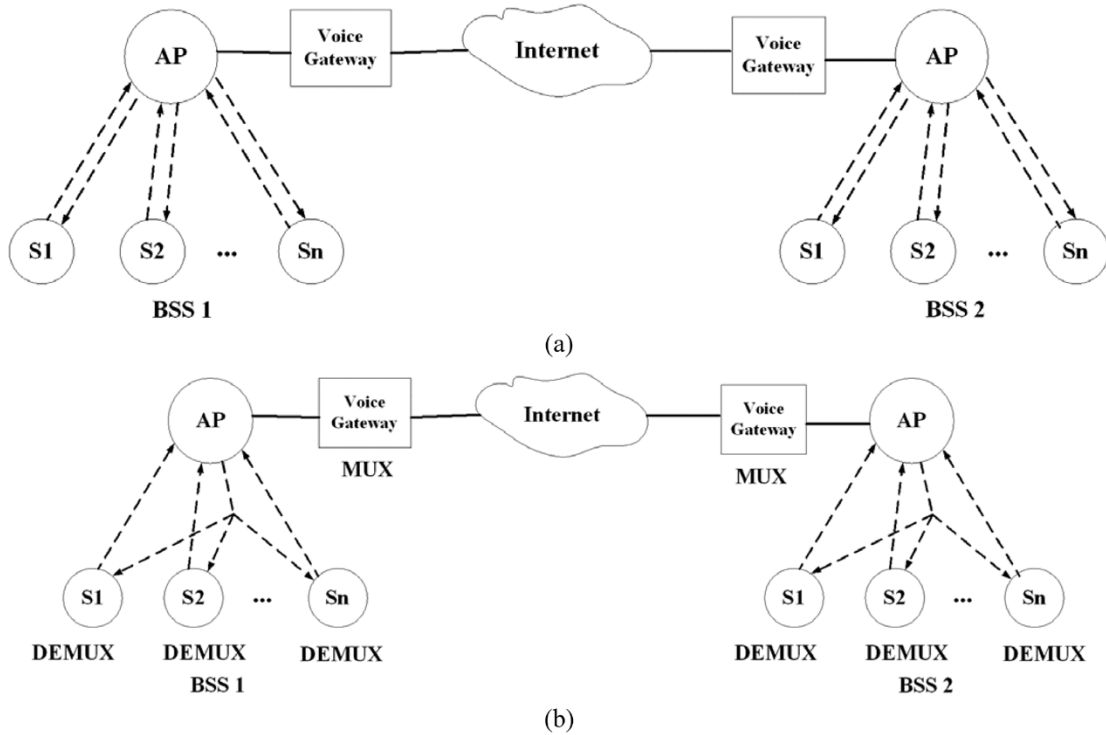 AP
Voice
Gateway
Internet
Voice
Gateway
AP
S1
S2
...
Sn
S1
S2
...
Sn
BSS 1
BSS 2
(a)
AP
Voice
Gateway
Internet
Voice
Gateway
AP
MUX
MUX
S1
S2
...
Sn
S1
S2
...
Sn
DEMUX
DEMUX
DEMUX
DEMUX
DEMUX
DEMUX
BSS 1
BSS 2
(b)